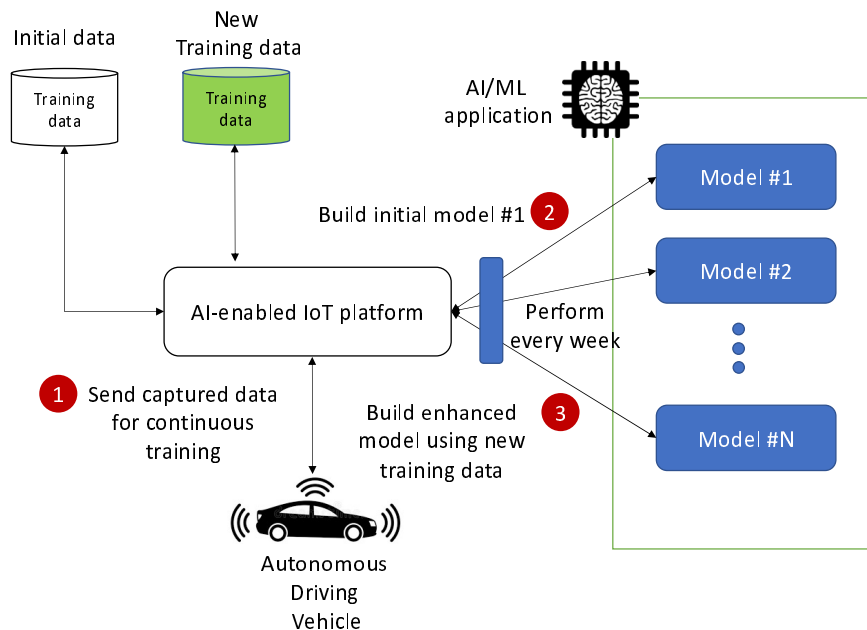 Initial data
New
Training data
Training
data
Training
data
AI/ML
application
Model #1
Build initial model #1
2
Model #2
AI-enabled IoT platform
Perform
every week
1
Send captured data
for continuous
training
Build enhanced
model using new
training data
3
Model #N
Autonomous
Driving
Vehicle